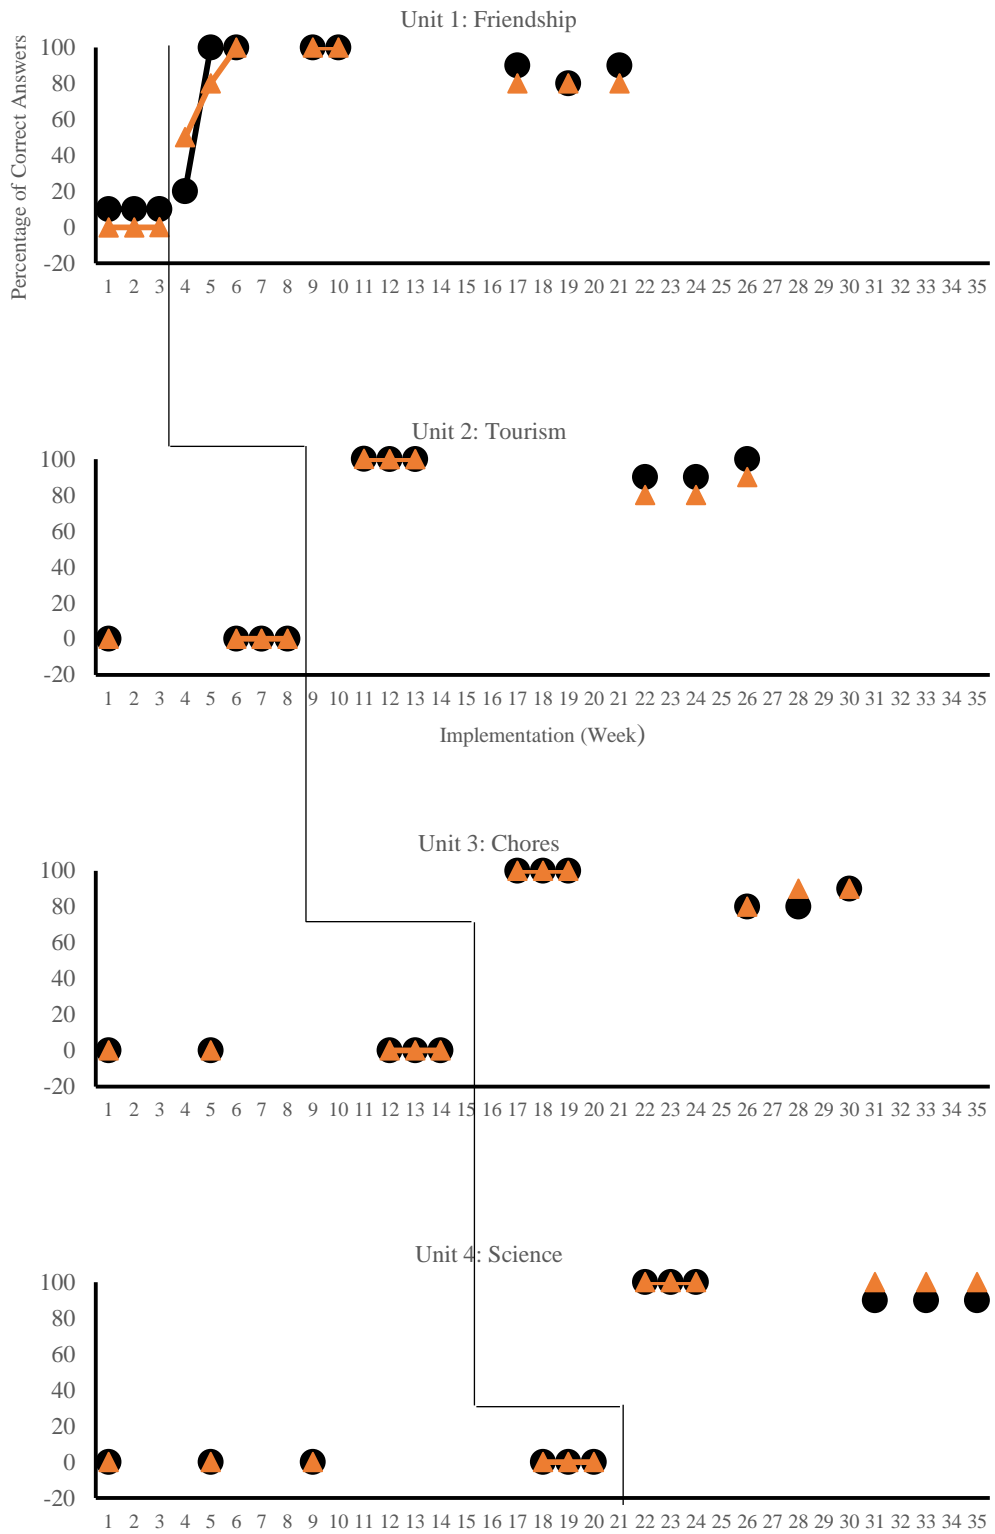 Unit 1: Friendship
Percentage of Correct Answers
100
80
60
40
20
0
-20
1 2 3 4 5 6 7 8 9 10 11 12 13 14 15 16 17 18 19 20 21 22 23 24 25 26 27 28 29 30 31 32 33 34 35
Unit 2: Tourism
100
80
60
40
20
0
-20
1 2 3 4 5 6 7 8 9 10 11 12 13 14 15 16 17 18 19 20 21 22 23 24 25 26 27 28 29 30 31 32 33 34 35
Implementation (Week)
Unit 3: Chores
100
80
60
40
20
0
-20
1 2 3 4 5 6 7 8 9 10 11 12 13 14 15 16 17 18 19 20 21 22 23 24 25 26 27 28 29 30 31 32 33 34 35
Unit 4: Science
100
80
60
40
20
0
-20
1 2 3 4 5 6 7 8 9 10 11 12 13 14 15 16 17 18 19 20 21 22 23 24 25 26 27 28 29 30 31 32 33 34 35